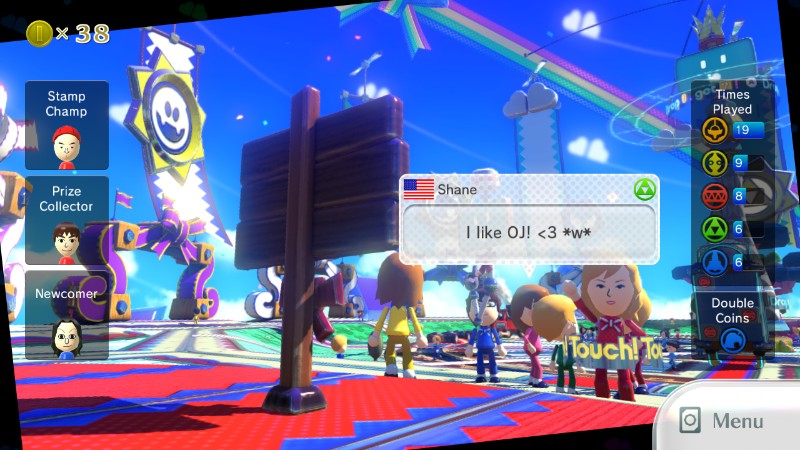 × 38
Stamp
Champ
Prize
Collector
Newcomer
Shane
I like OJ! <3 *w*
Times
Played
19
9
8
6
6
Double
Coins
Touch! To
Menu